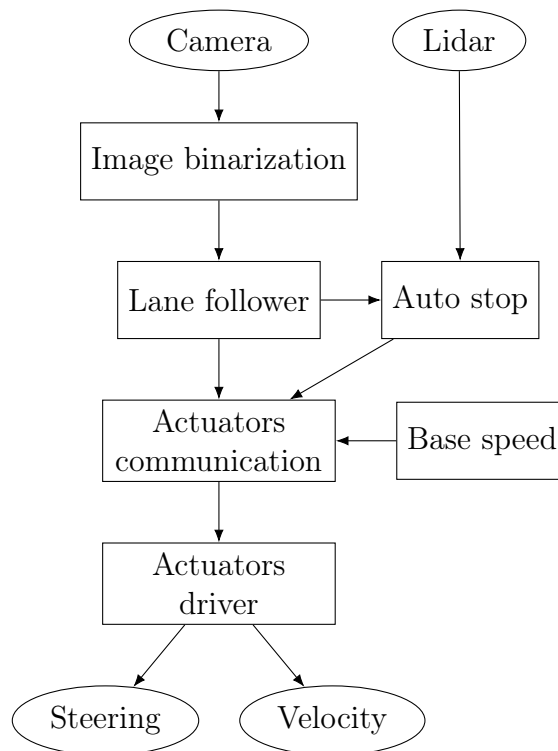 Camera
Lidar
Image binarization
Lane follower
Auto stop
Actuators
communication
Base speed
Actuators
driver
Steering
Velocity